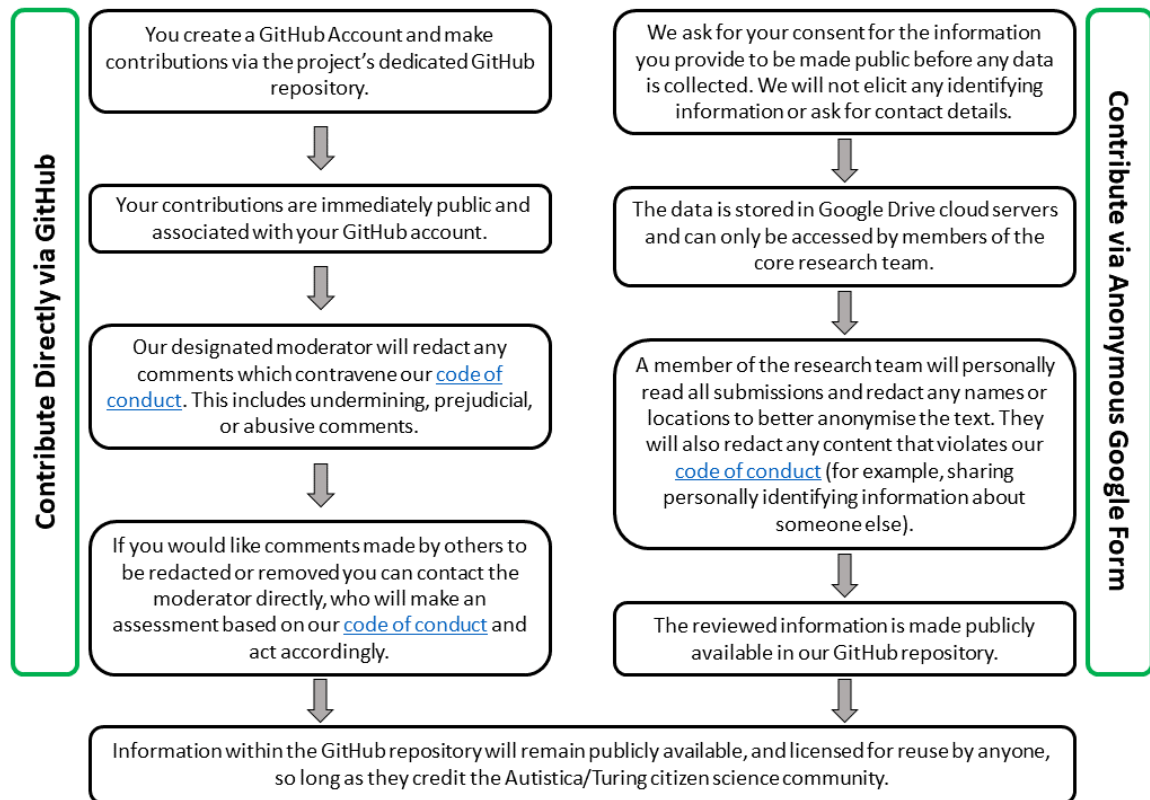 Contribute Directly via GitHub
You create a GitHub Account and make
contributions via the project's dedicated GitHub
repository.
Your contributions are immediately public and
associated with your GitHub account.
Our designated moderator will redact any
comments which contravene our code of
conduct. This includes undermining, prejudicial,
or abusive comments.
If you would like comments made by others to
be redacted or removed you can contact the
moderator directly, who will make an
assessment based on our code of conduct and
act accordingly.
Contribute via Anonymous Google Form
We ask for your consent for the information
you provide to be made public before any data
is collected. We will not elicit any identifying
information or ask for contact details.
The data is stored in Google Drive cloud servers
and can only be accessed by members of the
core research team.
A member of the research team will personally
read all submissions and redact any names or
locations to better anonymise the text. They
will also redact any content that violates our
code of conduct (for example, sharing
personally identifying information about
someone else).
The reviewed information is made publicly
available in our GitHub repository.
Information within the GitHub repository will remain publicly available, and licensed for reuse by anyone,
so long as they credit the Autistica/Turing citizen science community.